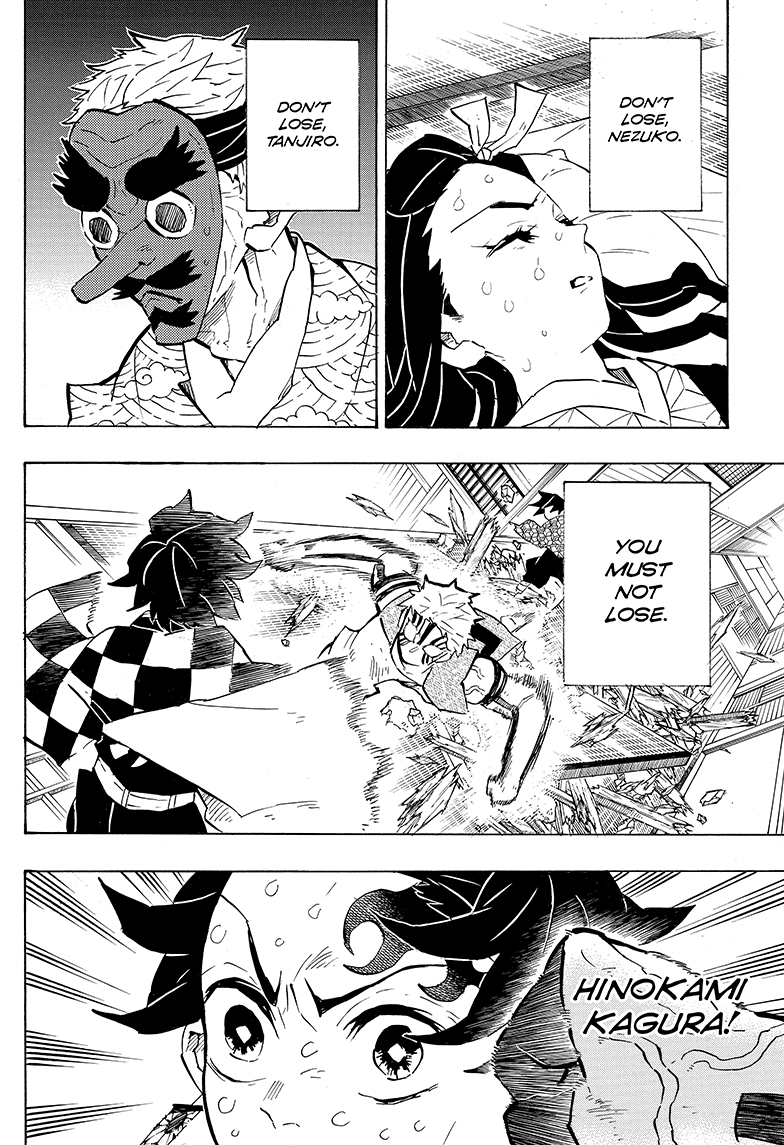 DON'T
LOSE,
NEZUKO.
DON'T
LOSE,
TANJIRO.
YOU
MUST
NOT
LOSE.
HINOKAMI
KAGURA!